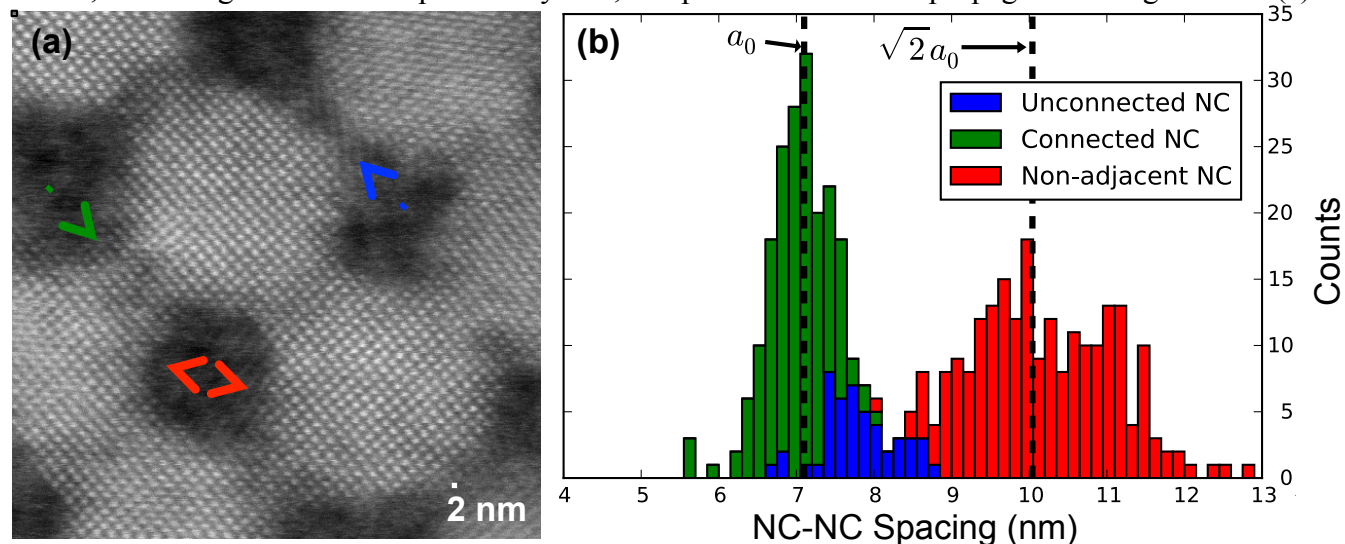 (a)
2 nm
(b)
a₀
√2 a₀
Unconnected NC
Connected NC
Non-adjacent NC
35
30
25
20
15
10
5
0
Counts
4 5 6 7 8 9 10 11 12 13
NC-NC Spacing (nm)